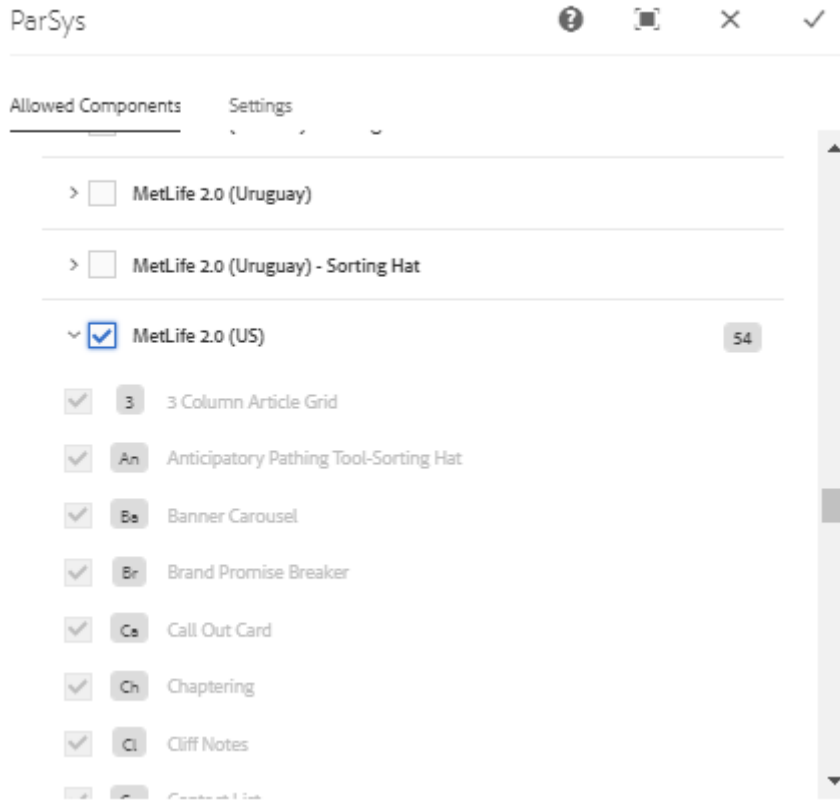 ParSys
Allowed Components Settings
MetLife 2.0 (Uruguay)
MetLife 2.0 (Uruguay) - Sorting Hat
MetLife 2.0 (US) 54
3 3 Column Article Grid
An Anticipatory Pathing Tool-Sorting Hat
Ba Banner Carousel
Br Brand Promise Breaker
Ca Call Out Card
Ch Chaptering
Cl Cliff Notes
Contact List